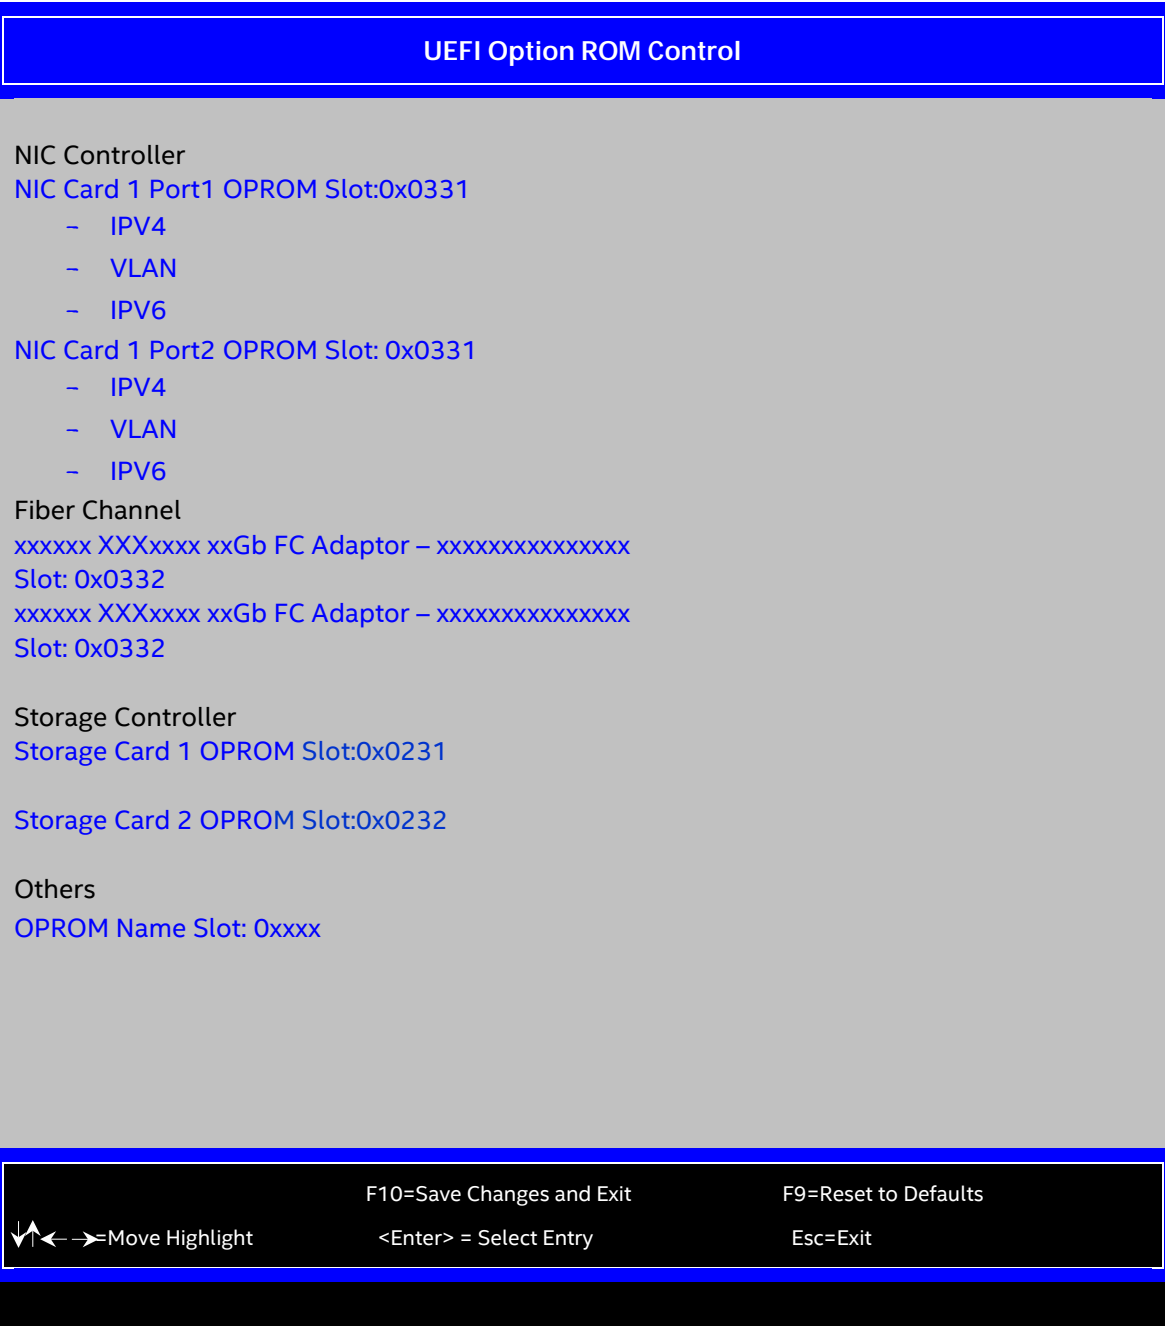 UEFI Option ROM Control
NIC Controller
NIC Card 1 Port1 OPROM Slot:0x0331
- IPV4
- VLAN
- IPV6
NIC Card 1 Port2 OPROM Slot: 0x0331
- IPV4
- VLAN
- IPV6
Fiber Channel
xxxxxx XXXxxxx xxGb FC Adaptor – xxxxxxxxxxxxxxx
Slot: 0x0332
xxxxxx XXXxxxx xxGb FC Adaptor – xxxxxxxxxxxxxxx
Slot: 0x0332
Storage Controller
Storage Card 1 OPROM Slot:0x0231
Storage Card 2 OPROM Slot:0x0232
Others
OPROM Name Slot: 0xxxx
F10=Save Changes and Exit F9=Reset to Defaults
↓↑← →=Move Highlight <Enter> = Select Entry Esc=Exit